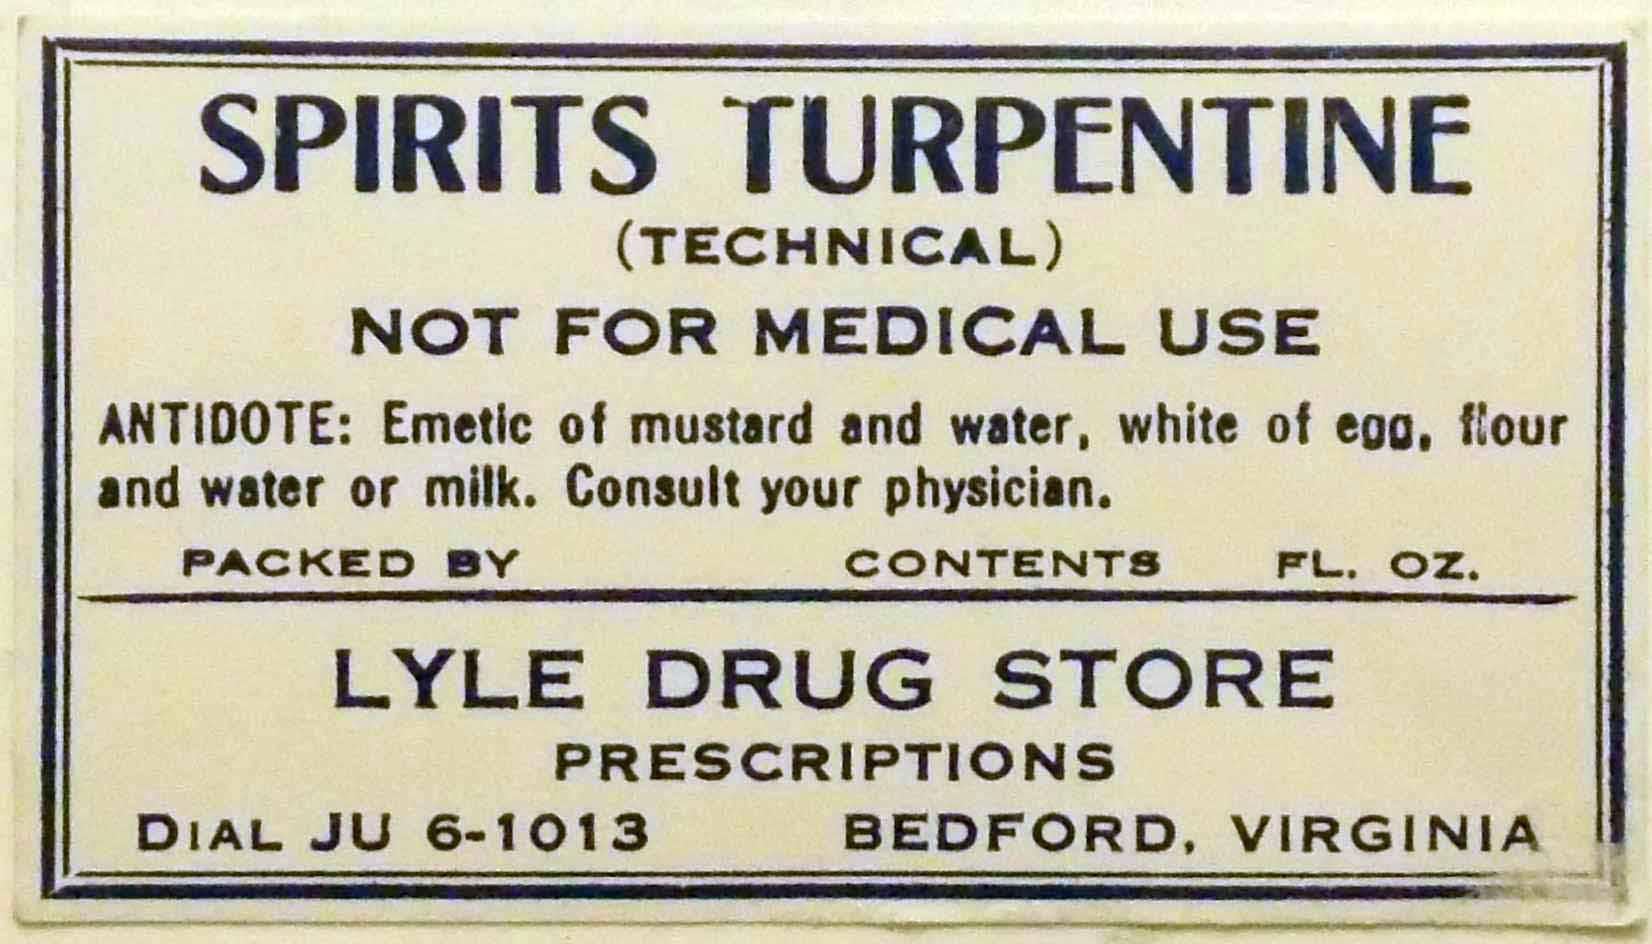 SPIRITS TURPENTINE
(TECHNICAL)
NOT FOR MEDICAL USE
ANTIDOTE: Emetic of mustard and water, white of egg, flour
and water or milk. Consult your physician.
PACKED BY CONTENTS FL. OZ.
LYLE DRUG STORE
PRESCRIPTIONS
DIAL JU 6-1013 BEDFORD, VIRGINIA